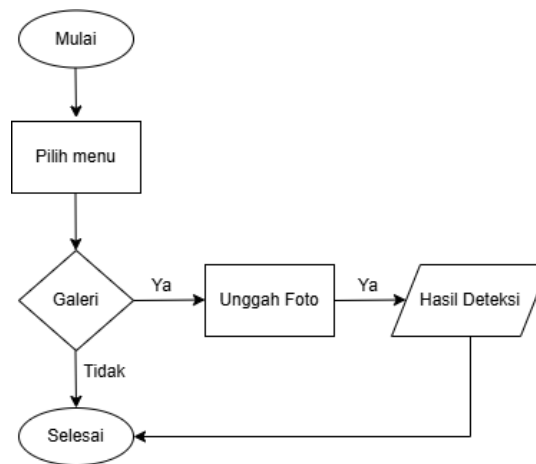 Mulai
Pilih menu
Galeri
Ya
Unggah Foto
Ya
Hasil Deteksi
Tidak
Selesai